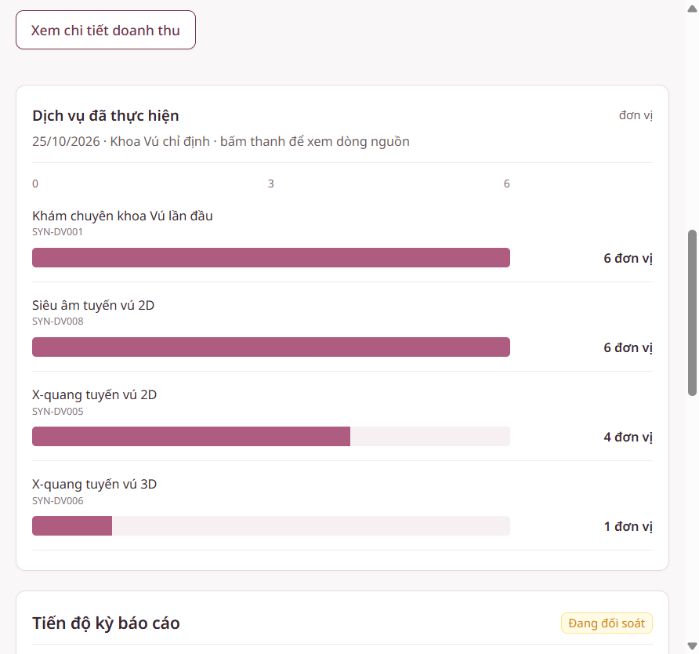 Xem chi tiết doanh thu
Dịch vụ đã thực hiện
đơn vị
25/10/2026 · Khoa Vú chỉ định · bấm thanh để xem dòng nguồn
0 3 6
Khám chuyên khoa Vú lần đầu
SYN-DV001
6 đơn vị
Siêu âm tuyến vú 2D
SYN-DV008
6 đơn vị
X-quang tuyến vú 2D
SYN-DV005
4 đơn vị
X-quang tuyến vú 3D
SYN-DV006
1 đơn vị
Tiến độ kỳ báo cáo
Đang đối soát